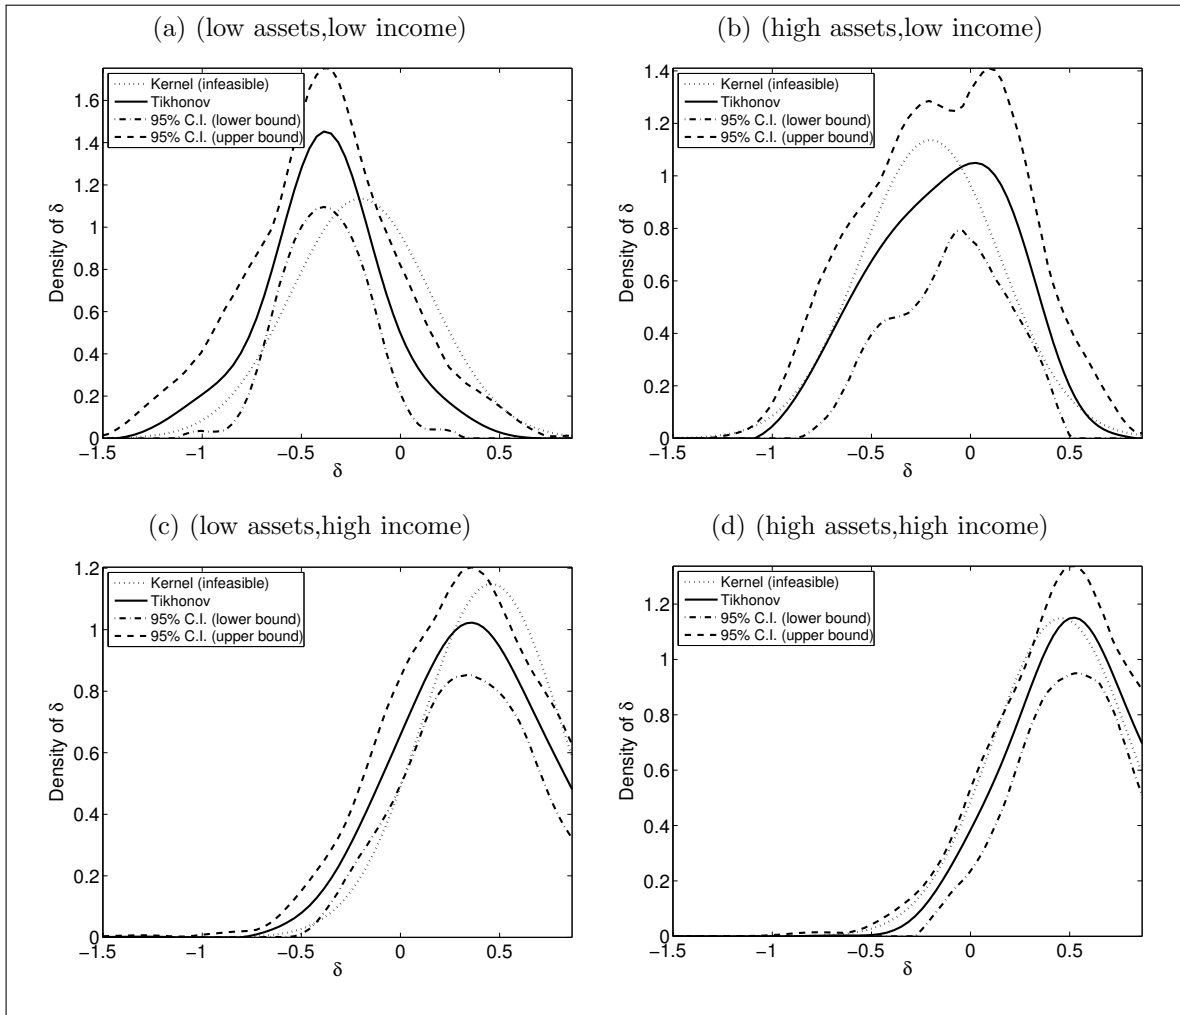 (a) (low assets,low income)
Kernel (infeasible)
Tikhonov
95% C.I. (lower bound)
95% C.I. (upper bound)
Density of δ
1.6
1.4
1.2
1
0.8
0.6
0.4
0.2
0
−1.5 −1 −0.5 0 0.5
δ
(b) (high assets,low income)
Kernel (infeasible)
Tikhonov
95% C.I. (lower bound)
95% C.I. (upper bound)
Density of δ
1.4
1.2
1
0.8
0.6
0.4
0.2
0
−1.5 −1 −0.5 0 0.5
δ
(c) (low assets,high income)
Kernel (infeasible)
Tikhonov
95% C.I. (lower bound)
95% C.I. (upper bound)
Density of δ
1.2
1
0.8
0.6
0.4
0.2
0
−1.5 −1 −0.5 0 0.5
δ
(d) (high assets,high income)
Kernel (infeasible)
Tikhonov
95% C.I. (lower bound)
95% C.I. (upper bound)
Density of δ
1.2
1
0.8
0.6
0.4
0.2
0
−1.5 −1 −0.5 0 0.5
δ